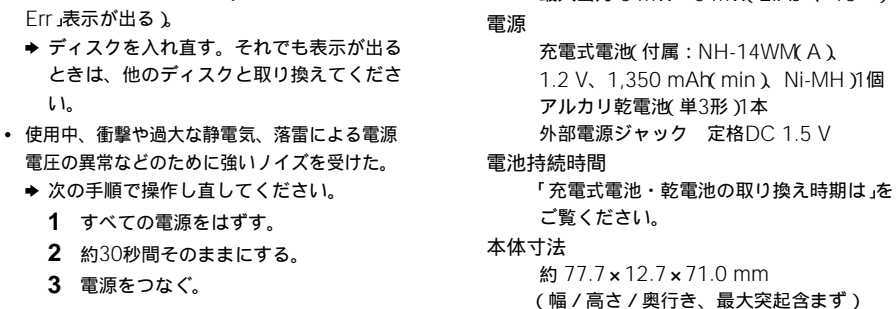 Err」表示が出る）。
➜ ディスクを入れ直す。それでも表示が出る
ときは、他のディスクと取り換えてくださ
い。
• 使用中、衝撃や過大な静電気、落雷による電源
電圧の異常などのために強いノイズを受けた。
➜ 次の手順で操作し直してください。
1 すべての電源をはずす。
2 約30秒間そのままにする。
3 電源をつなぐ。
電源
充電式電池（付属：NH-14WM（A）、
1.2 V、1,350 mAh（min）、Ni-MH）1個
アルカリ乾電池（単3形）1本
外部電源ジャック　定格DC 1.5 V
電池持続時間
「充電式電池・乾電池の取り換え時期は」を
ご覧ください。
本体寸法
約 77.7×12.7×71.0 mm
（幅／高さ／奥行き、最大突起含まず）